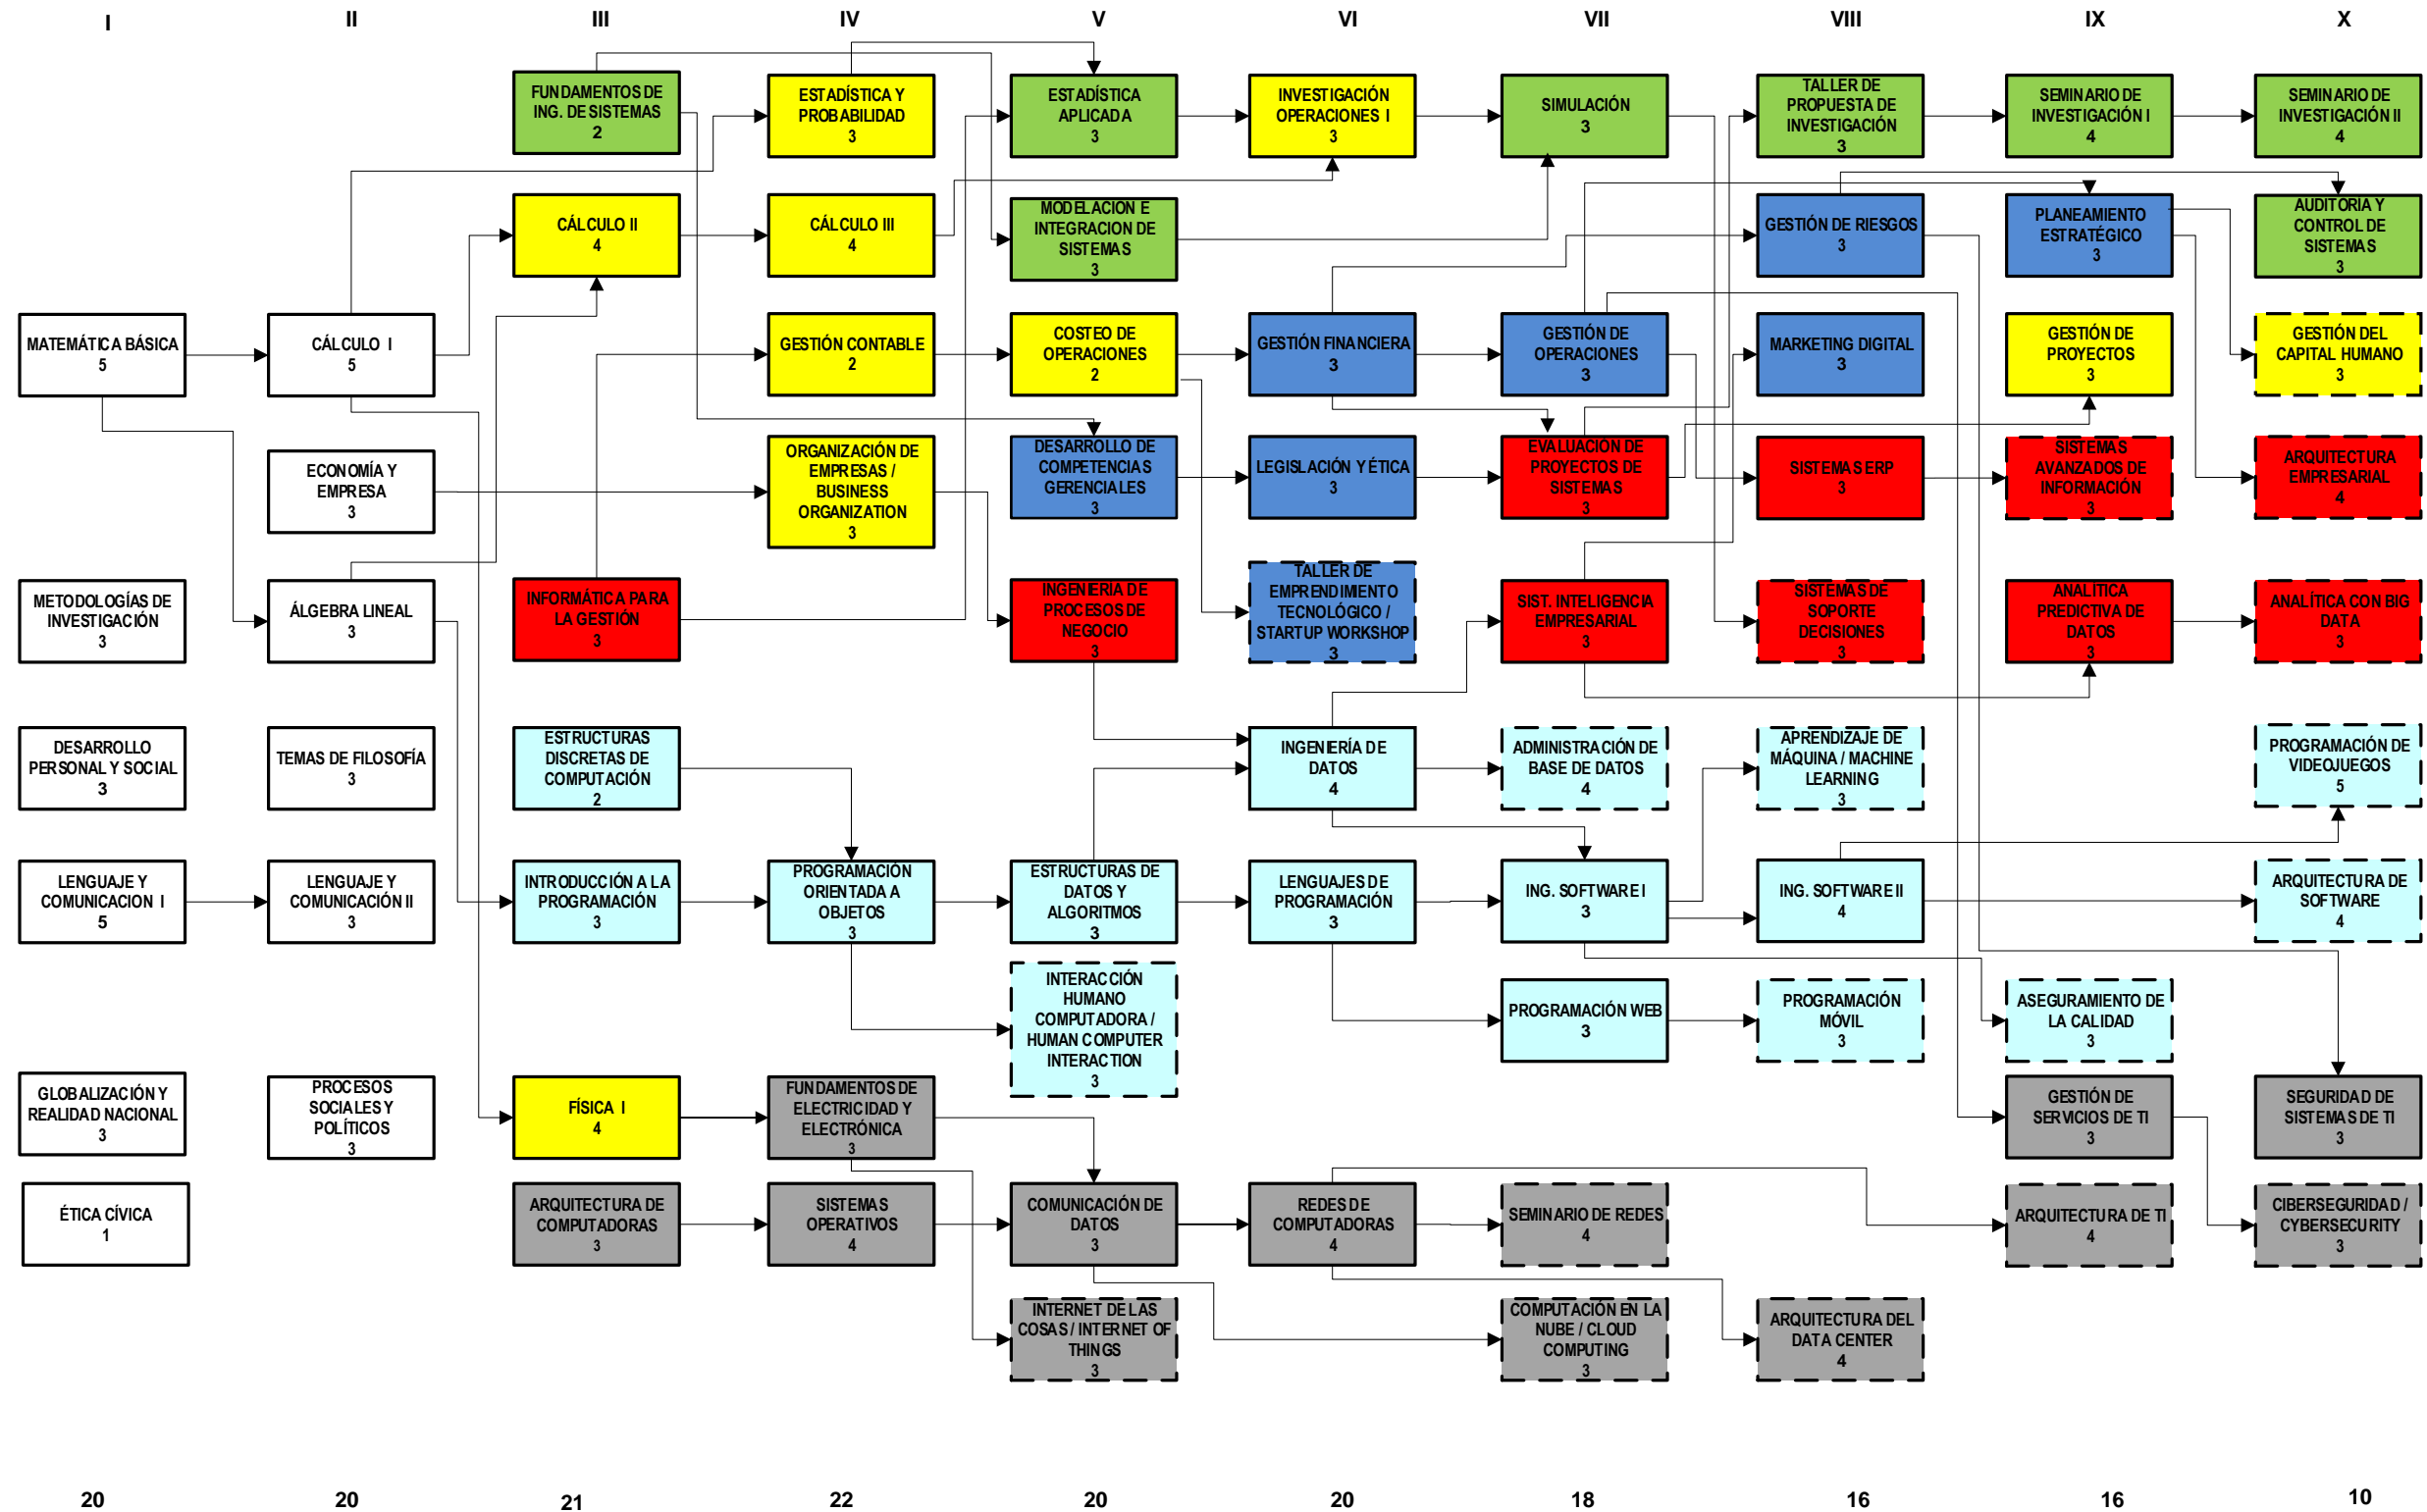 I
II
III
IV
V
VI
VII
VIII
IX
X
FUNDAMENTOS DE
ING. DE SISTEMAS
2
ESTADÍSTICA Y
PROBABILIDAD
3
ESTADÍSTICA
APLICADA
3
INVESTIGACIÓN
OPERACIONES I
3
SIMULACIÓN
3
TALLER DE
PROPUESTA DE
INVESTIGACIÓN
3
SEMINARIO DE
INVESTIGACIÓN I
4
SEMINARIO DE
INVESTIGACIÓN II
4
CÁLCULO II
4
CÁLCULO III
4
MODELACION E
INTEGRACION DE
SISTEMAS
3
GESTIÓN DE RIESGOS
3
PLANEAMIENTO
ESTRATÉGICO
3
AUDITORIA Y
CONTROL DE
SISTEMAS
3
MATEMÁTICA BÁSICA
5
CÁLCULO I
5
GESTIÓN CONTABLE
2
COSTEO DE
OPERACIONES
2
GESTIÓN FINANCIERA
3
GESTIÓN DE
OPERACIONES
3
MARKETING DIGITAL
3
GESTIÓN DE
PROYECTOS
3
GESTIÓN DEL
CAPITAL HUMANO
3
ECONOMÍA Y
EMPRESA
3
ORGANIZACIÓN DE
EMPRESAS /
BUSINESS
ORGANIZATION
3
DESARROLLO DE
COMPETENCIAS
GERENCIALES
3
LEGISLACIÓN Y ÉTICA
3
EVALUACIÓN DE
PROYECTOS DE
SISTEMAS
3
SISTEMAS ERP
3
SISTEMAS
AVANZADOS DE
INFORMACIÓN
3
ARQUITECTURA
EMPRESARIAL
4
METODOLOGÍAS DE
INVESTIGACIÓN
3
ÁLGEBRA LINEAL
3
INFORMÁTICA PARA
LA GESTIÓN
3
INGENIERÍA DE
PROCESOS DE
NEGOCIO
3
TALLER DE
EMPRENDIMIENTO
TECNOLÓGICO /
STARTUP WORKSHOP
3
SIST. INTELIGENCIA
EMPRESARIAL
3
SISTEMAS DE
SOPORTE
DECISIONES
3
ANALÍTICA
PREDICTIVA DE
DATOS
3
ANALÍTICA CON BIG
DATA
3
DESARROLLO
PERSONAL Y SOCIAL
3
TEMAS DE FILOSOFÍA
3
ESTRUCTURAS
DISCRETAS DE
COMPUTACIÓN
2
INGENIERÍA DE
DATOS
4
ADMINISTRACIÓN DE
BASE DE DATOS
4
APRENDIZAJE DE
MÁQUINA / MACHINE
LEARNING
3
PROGRAMACIÓN DE
VIDEOJUEGOS
5
LENGUAJE Y
COMUNICACION I
5
LENGUAJE Y
COMUNICACIÓN II
3
INTRODUCCIÓN A LA
PROGRAMACIÓN
3
PROGRAMACIÓN
ORIENTADA A
OBJETOS
3
ESTRUCTURAS DE
DATOS Y
ALGORITMOS
3
LENGUAJES DE
PROGRAMACIÓN
3
ING. SOFTWARE I
3
ING. SOFTWARE II
4
ARQUITECTURA DE
SOFTWARE
4
INTERACCIÓN
HUMANO
COMPUTADORA /
HUMAN COMPUTER
INTERACTION
3
PROGRAMACIÓN WEB
3
PROGRAMACIÓN
MÓVIL
3
ASEGURAMIENTO DE
LA CALIDAD
3
GLOBALIZACIÓN Y
REALIDAD NACIONAL
3
PROCESOS
SOCIALES Y
POLÍTICOS
3
FÍSICA I
4
FUNDAMENTOS DE
ELECTRICIDAD Y
ELECTRÓNICA
3
GESTIÓN DE
SERVICIOS DE TI
3
SEGURIDAD DE
SISTEMAS DE TI
3
ÉTICA CÍVICA
1
ARQUITECTURA DE
COMPUTADORAS
3
SISTEMAS
OPERATIVOS
4
COMUNICACIÓN DE
DATOS
3
REDES DE
COMPUTADORAS
4
SEMINARIO DE REDES
4
ARQUITECTURA DE TI
4
CIBERSEGURIDAD /
CYBERSECURITY
3
INTERNET DE LAS
COSAS / INTERNET OF
THINGS
3
COMPUTACIÓN EN LA
NUBE / CLOUD
COMPUTING
3
ARQUITECTURA DEL
DATA CENTER
4
20
20
21
22
20
20
18
16
16
10